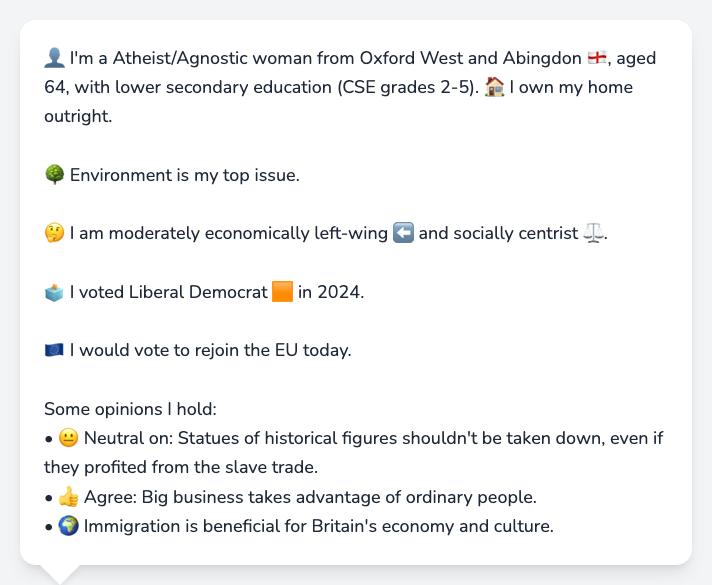 👤 I'm a Atheist/Agnostic woman from Oxford West and Abingdon 🏴󠁧󠁢󠁥󠁮󠁧󠁿, aged
64, with lower secondary education (CSE grades 2-5). 🏠 I own my home
outright.
🌳 Environment is my top issue.
🤔 I am moderately economically left-wing ⬅️ and socially centrist ⚖️.
🗳️ I voted Liberal Democrat 🟧 in 2024.
🇪🇺 I would vote to rejoin the EU today.
Some opinions I hold:
• 😐 Neutral on: Statues of historical figures shouldn't be taken down, even if
they profited from the slave trade.
• 👍 Agree: Big business takes advantage of ordinary people.
• 🌍 Immigration is beneficial for Britain's economy and culture.